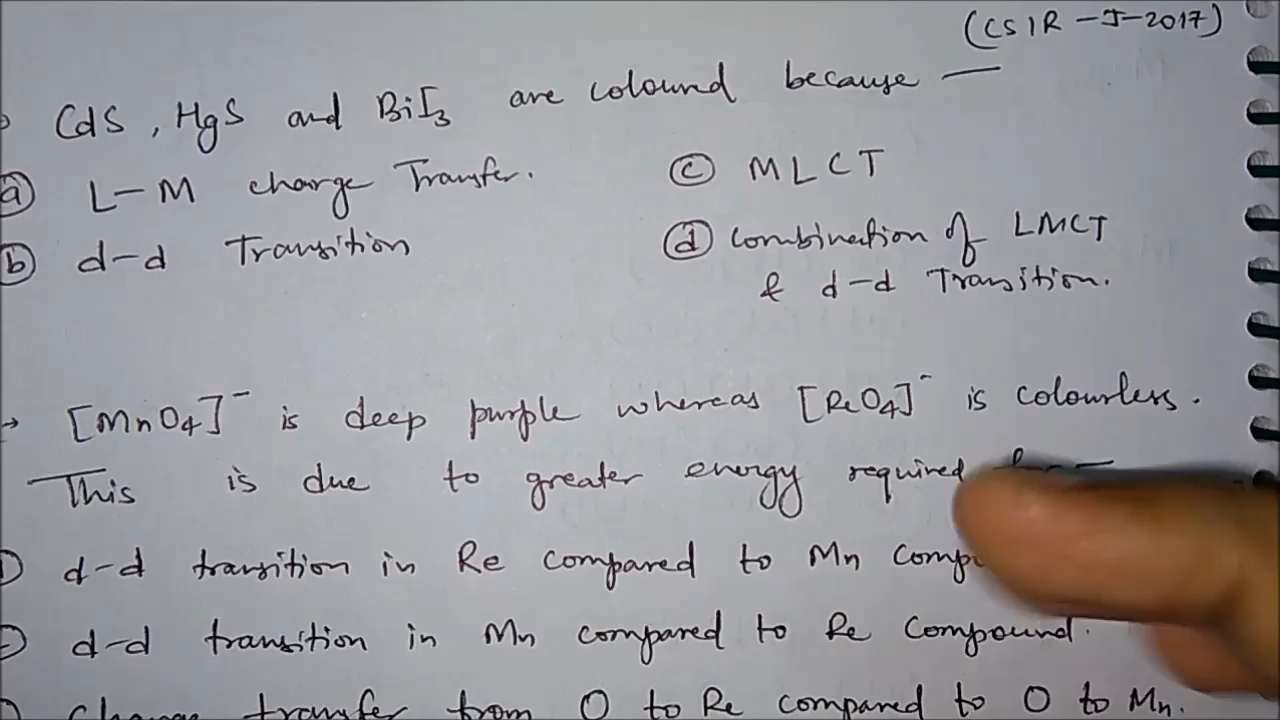 (CSIR-J-2017)
CdS, HgS and BiI₃ are colound because —
(a) L-M charge Transfer.
(c) MLCT
(b) d-d Transition
(d) Combination of LMCT
& d-d Transition.
→ [MnO₄]⁻ is deep purple whereas [ReO₄]⁻ is colourless.
This is due to greater energy required
d-d transition in Re compared to Mn
d-d transition in Mn compared to Re Compound.
transfer from O to Re compared to O to Mn.